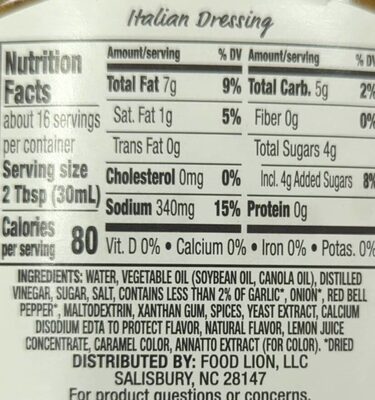 Italian Dressing
Nutrition Facts
about 16 servings per container
Serving size
2 Tbsp (30mL)
Calories per serving 80
Amount/serving % DV
Total Fat 7g 9%
Sat. Fat 1g 5%
Trans Fat 0g
Cholesterol 0mg 0%
Sodium 340mg 15%
Amount/serving % DV
Total Carb. 5g 2%
Fiber 0g 0%
Total Sugars 4g
Incl. 4g Added Sugars 8%
Protein 0g
Vit. D 0% • Calcium 0% • Iron 0% • Potas. 0%
INGREDIENTS: WATER, VEGETABLE OIL (SOYBEAN OIL, CANOLA OIL), DISTILLED
VINEGAR, SUGAR, SALT, CONTAINS LESS THAN 2% OF GARLIC*, ONION*, RED BELL
PEPPER*, MALTODEXTRIN, XANTHAN GUM, SPICES, YEAST EXTRACT, CALCIUM
DISODIUM EDTA TO PROTECT FLAVOR, NATURAL FLAVOR, LEMON JUICE
CONCENTRATE, CARAMEL COLOR, ANNATTO EXTRACT (FOR COLOR). *DRIED
DISTRIBUTED BY: FOOD LION, LLC
SALISBURY, NC 28147
For product questions or concerns,